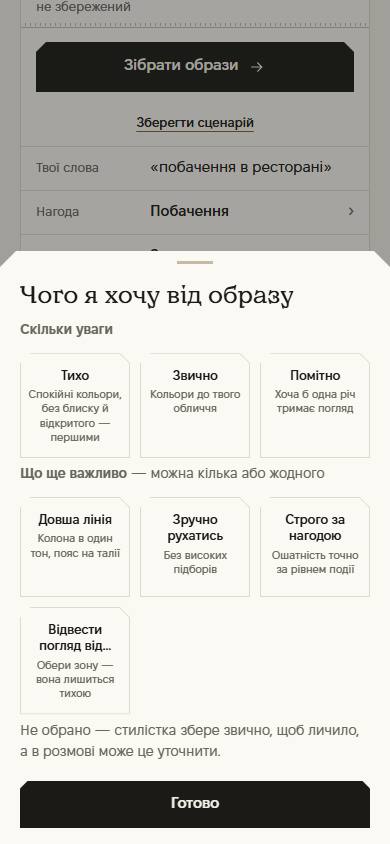 не збережений
Зібрати образи →
Зберегти сценарій
Твої слова «побачення в ресторані»
Нагода Побачення ›
Чого я хочу від образу
Скільки уваги
Тихо
Спокійні кольори,
без блиску й
відкритого —
першими
Звично
Кольори до твого
обличчя
Помітно
Хоча б одна річ
тримає погляд
Що ще важливо — можна кілька або жодного
Довша лінія
Колона в один
тон, пояс на талії
Зручно
рухатись
Без високих
підборів
Строго за
нагодою
Ошатність точно
за рівнем події
Відвести
погляд від...
Обери зону —
вона лишиться
тихою
Не обрано — стилістка збере звично, щоб личило,
а в розмові може це уточнити.
Готово